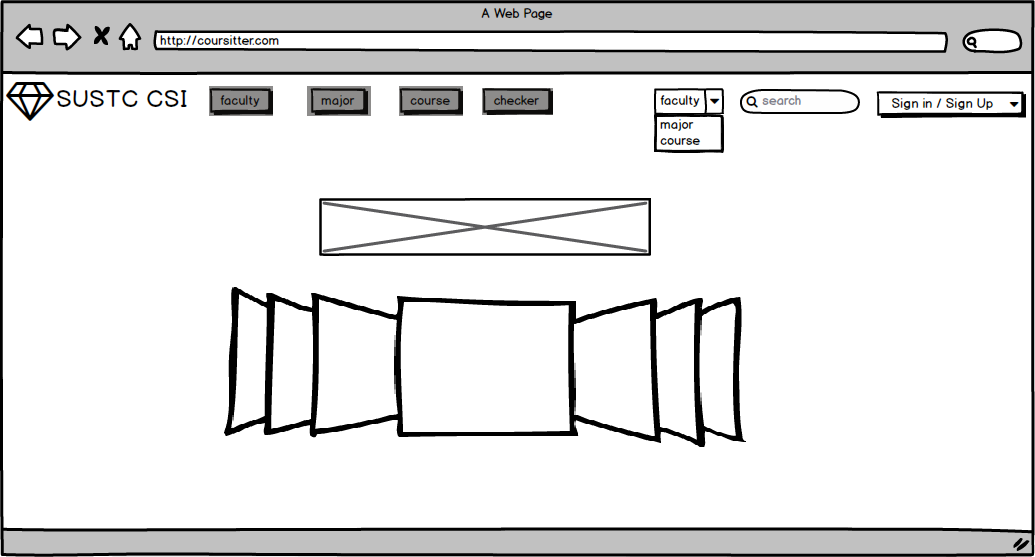 A Web Page
http://coursitter.com
SUSTC CSI
faculty
major
course
checker
faculty
major
course
search
Sign in / Sign Up